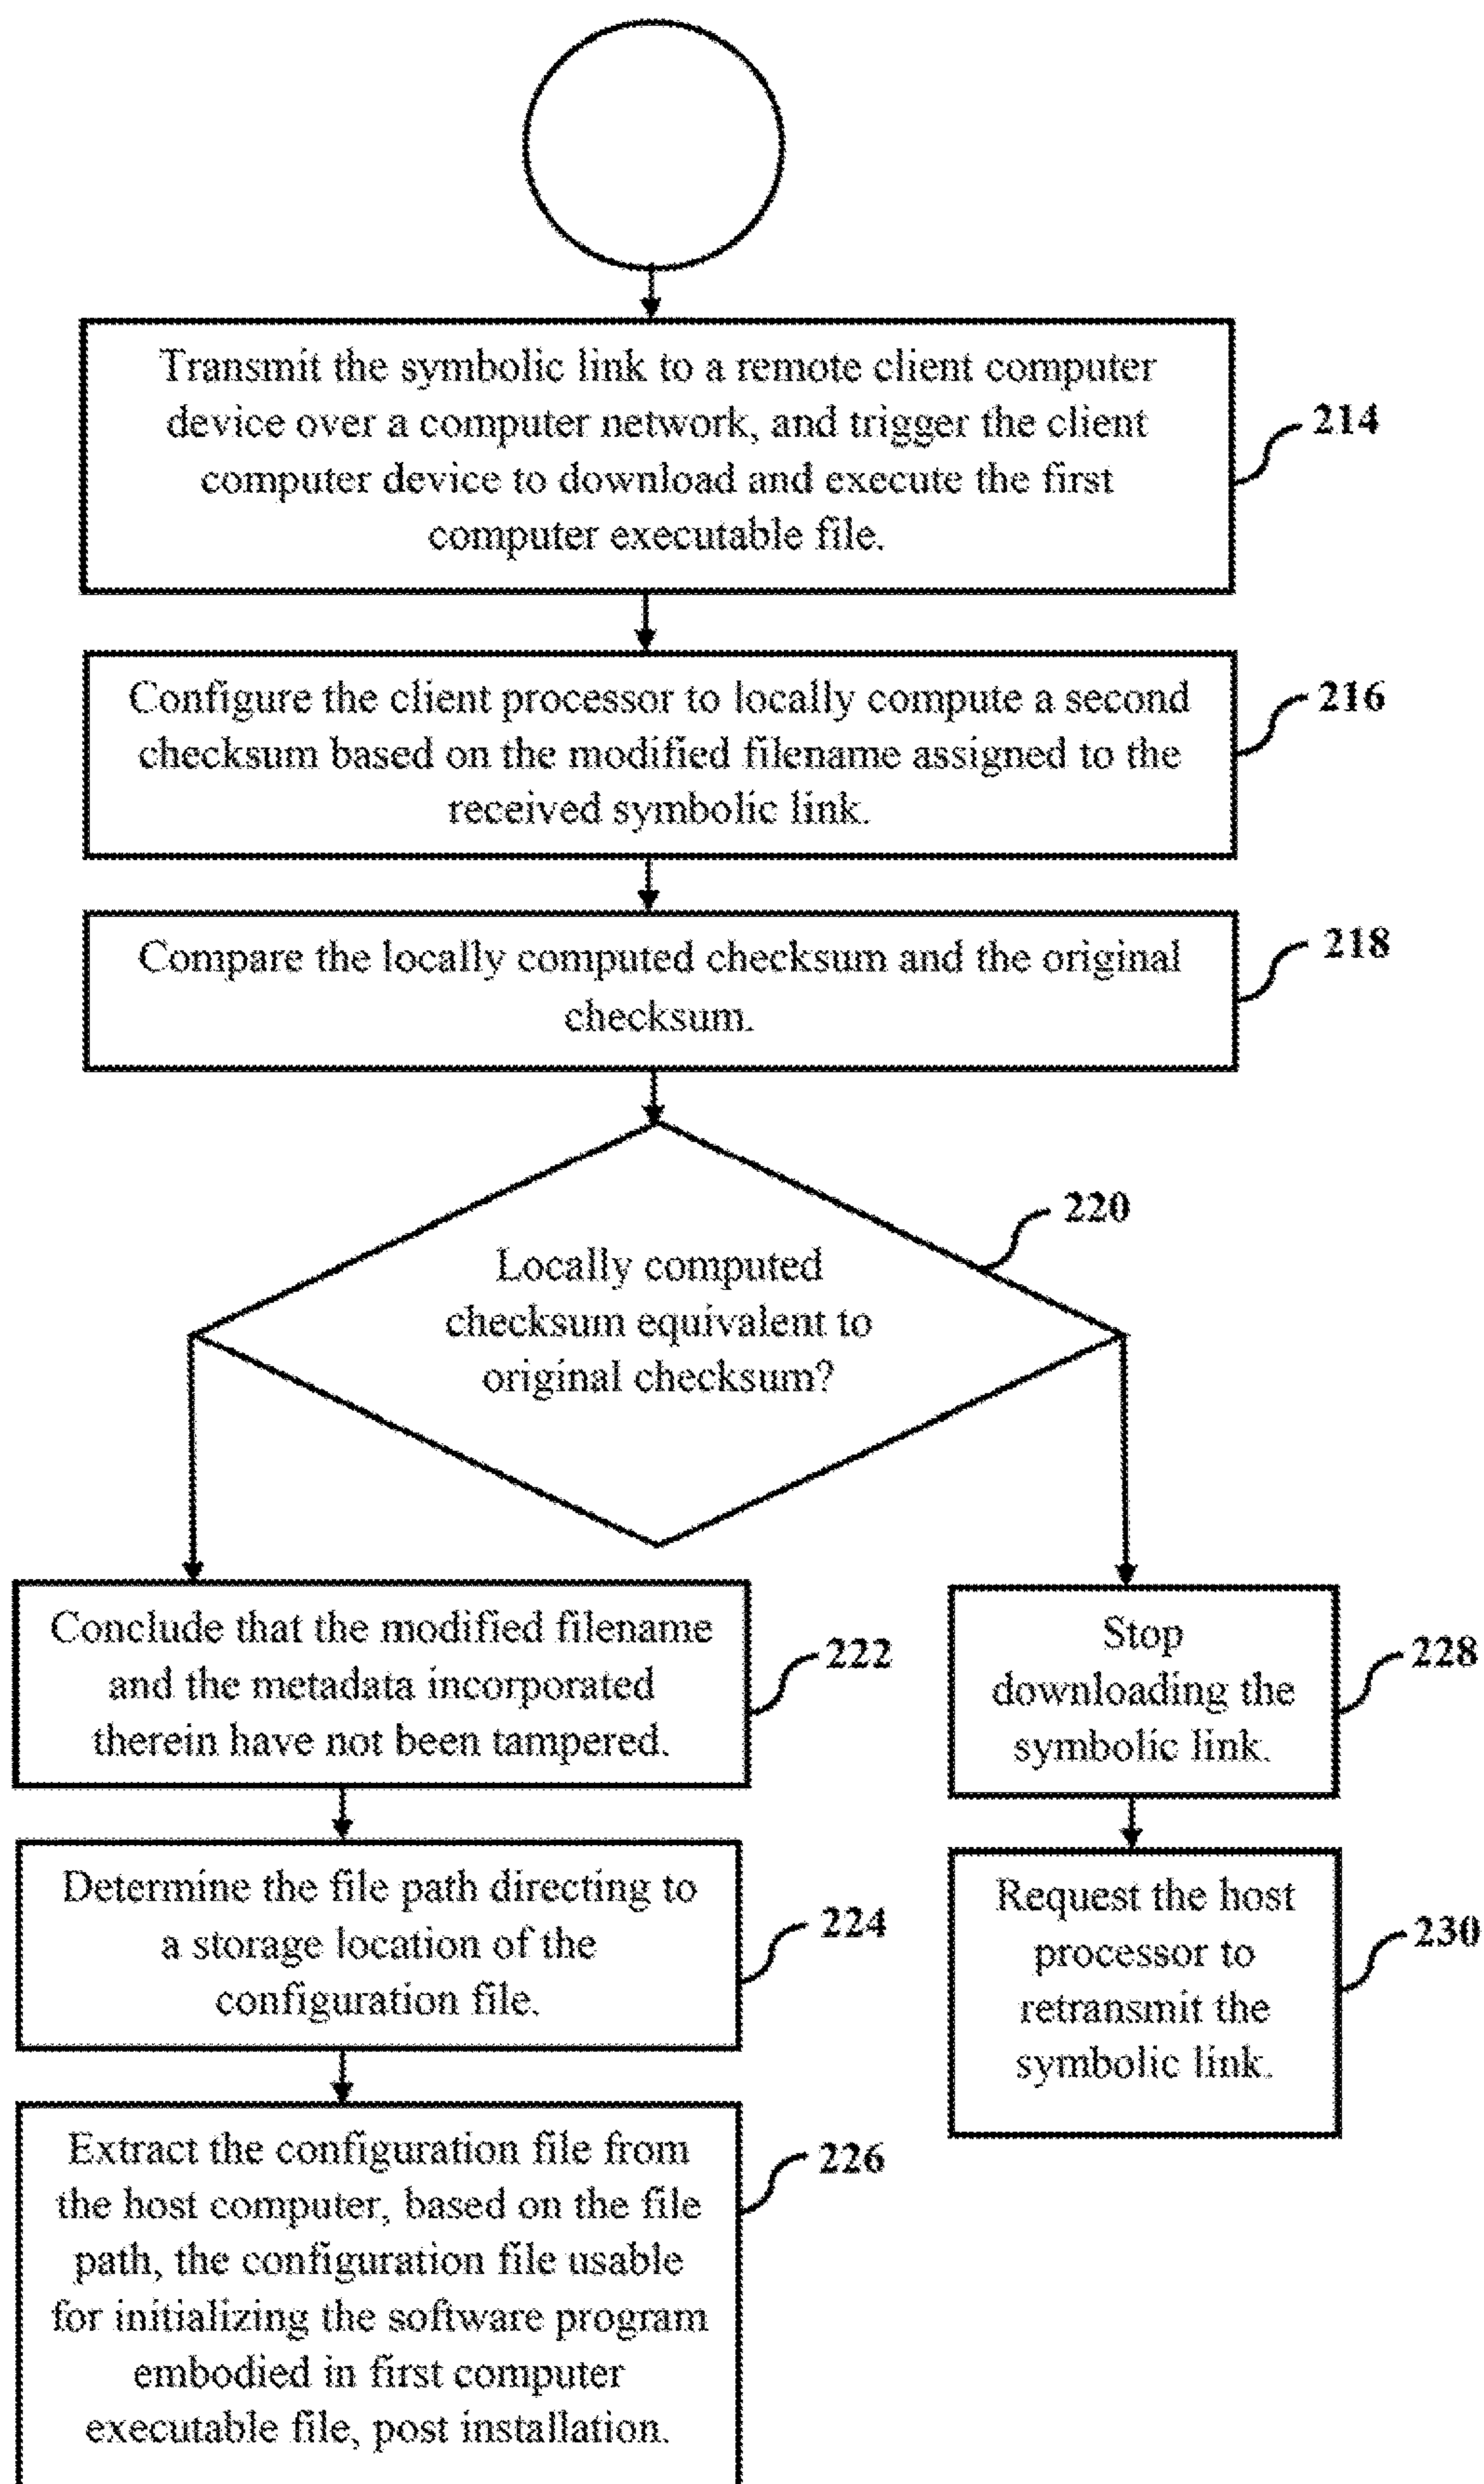 Transmit the symbolic link to a remote client computer
device over a computer network, and trigger the client
computer device to download and execute the first
computer executable file.
214
Configure the client processor to locally compute a second
checksum based on the modified filename assigned to the
received symbolic link.
216
Compare the locally computed checksum and the original
checksum.
218
Locally computed
checksum equivalent to
original checksum?
220
Conclude that the modified filename
and the metadata incorporated
therein have not been tampered.
222
Determine the file path directing to
a storage location of the
configuration file.
224
Extract the configuration file from
the host computer, based on the file
path, the configuration file usable
for initializing the software program
embodied in first computer
executable file, post installation.
226
Stop
downloading the
symbolic link.
228
Request the host
processor to
retransmit the
symbolic link.
230